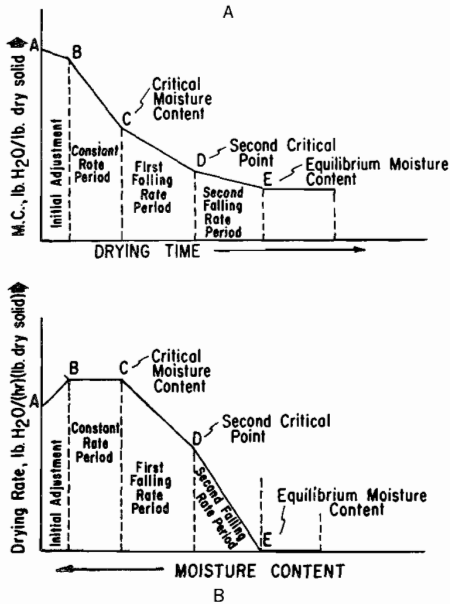 A
M.C., lb. H2O/lb. dry solid
A
B
C
Critical
Moisture
Content
D
Second Critical
Point
E
Equilibrium Moisture
Content
Initial Adjustment
Constant
Rate
Period
First
Falling
Rate
Period
Second
Falling
Rate
Period
DRYING TIME
Drying Rate, lb. H2O/(hr)(lb. dry solid)
A
B
C
Critical
Moisture
Content
D
Second Critical
Point
E
Equilibrium Moisture
Content
Initial Adjustment
Constant
Rate
Period
First
Falling
Rate
Period
Second Falling
Rate Period
MOISTURE CONTENT
B